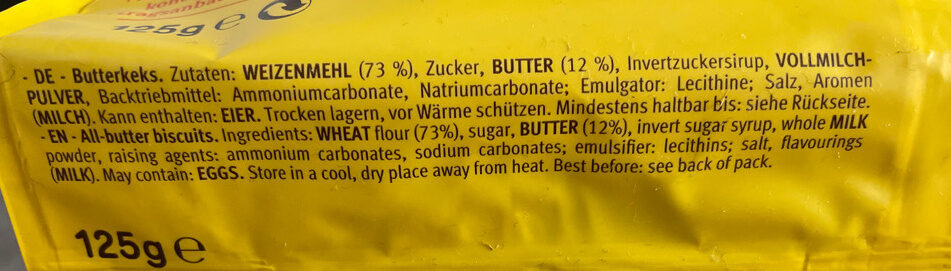 125g e
- DE - Butterkeks. Zutaten: WEIZENMEHL (73 %), Zucker, BUTTER (12 %), Invertzuckersirup, VOLLMILCH-
PULVER, Backtriebmittel: Ammoniumcarbonate, Natriumcarbonate; Emulgator: Lecithine; Salz, Aromen
(MILCH). Kann enthalten: EIER. Trocken lagern, vor Wärme schützen. Mindestens haltbar bis: siehe Rückseite.
- EN - All-butter biscuits. Ingredients: WHEAT flour (73%), sugar, BUTTER (12%), invert sugar syrup, whole MILK
powder, raising agents: ammonium carbonates, sodium carbonates; emulsifier: lecithins; salt, flavourings
(MILK). May contain: EGGS. Store in a cool, dry place away from heat. Best before: see back of pack.
125g e